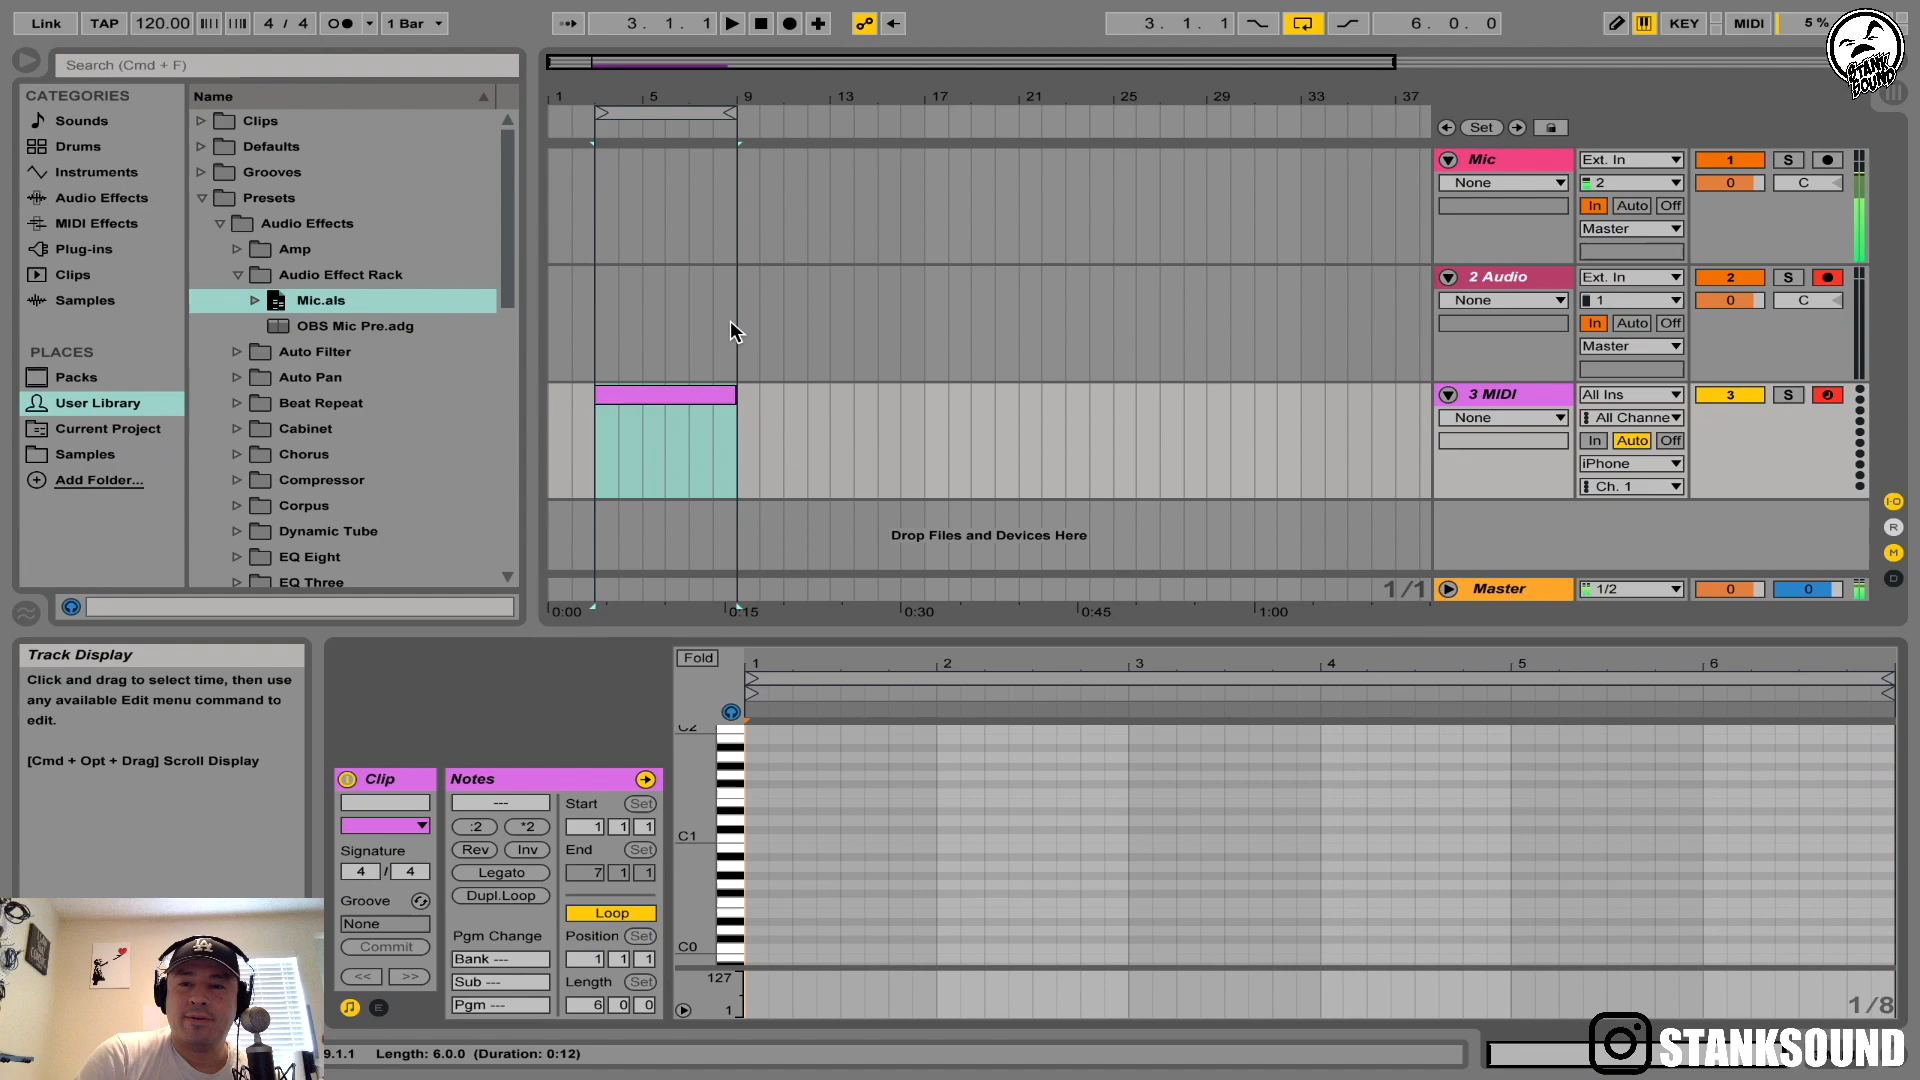 Link TAP 120.00 4 / 4 1 Bar 3. 1. 1 3. 1. 1 6. 0. 0 KEY MIDI 5 %
STANK SOUND
Search (Cmd + F)
CATEGORIES
Sounds
Drums
Instruments
Audio Effects
MIDI Effects
Plug-ins
Clips
Samples
PLACES
Packs
User Library
Current Project
Samples
Add Folder...
Name
Clips
Defaults
Grooves
Presets
Audio Effects
Amp
Audio Effect Rack
Mic.als
OBS Mic Pre.adg
Auto Filter
Auto Pan
Beat Repeat
Cabinet
Chorus
Compressor
Corpus
Dynamic Tube
EQ Eight
EQ Three
1 5 9 13 17 21 25 29 33 37
Set
Mic Ext. In 1 S
None 2 0 C
In Auto Off
Master
2 Audio Ext. In 2 S
None 1 0 C
In Auto Off
Master
3 MIDI All Ins 3 S
None All Channe
In Auto Off
iPhone
Ch. 1
Drop Files and Devices Here
I-O
R
M
D
1/1 Master 1/2 0 0
0:00 0:15 0:30 0:45 1:00
Track Display
Click and drag to select time, then use
any available Edit menu command to
edit.
[Cmd + Opt + Drag] Scroll Display
Clip
Signature
4 / 4
Groove
None
Commit
<< >>
E
Notes
---
:2 *2
Rev Inv
Legato
Dupl.Loop
Pgm Change
Bank ---
Sub ---
Pgm ---
Start Set
1 1 1
End Set
7 1 1
Loop
Position Set
1 1 1
Length Set
6 0 0
Fold 1 2 3 4 5 6
C2
C1
C0
127
1
1/8
9.1.1 Length: 6.0.0 (Duration: 0:12)
STANKSOUND